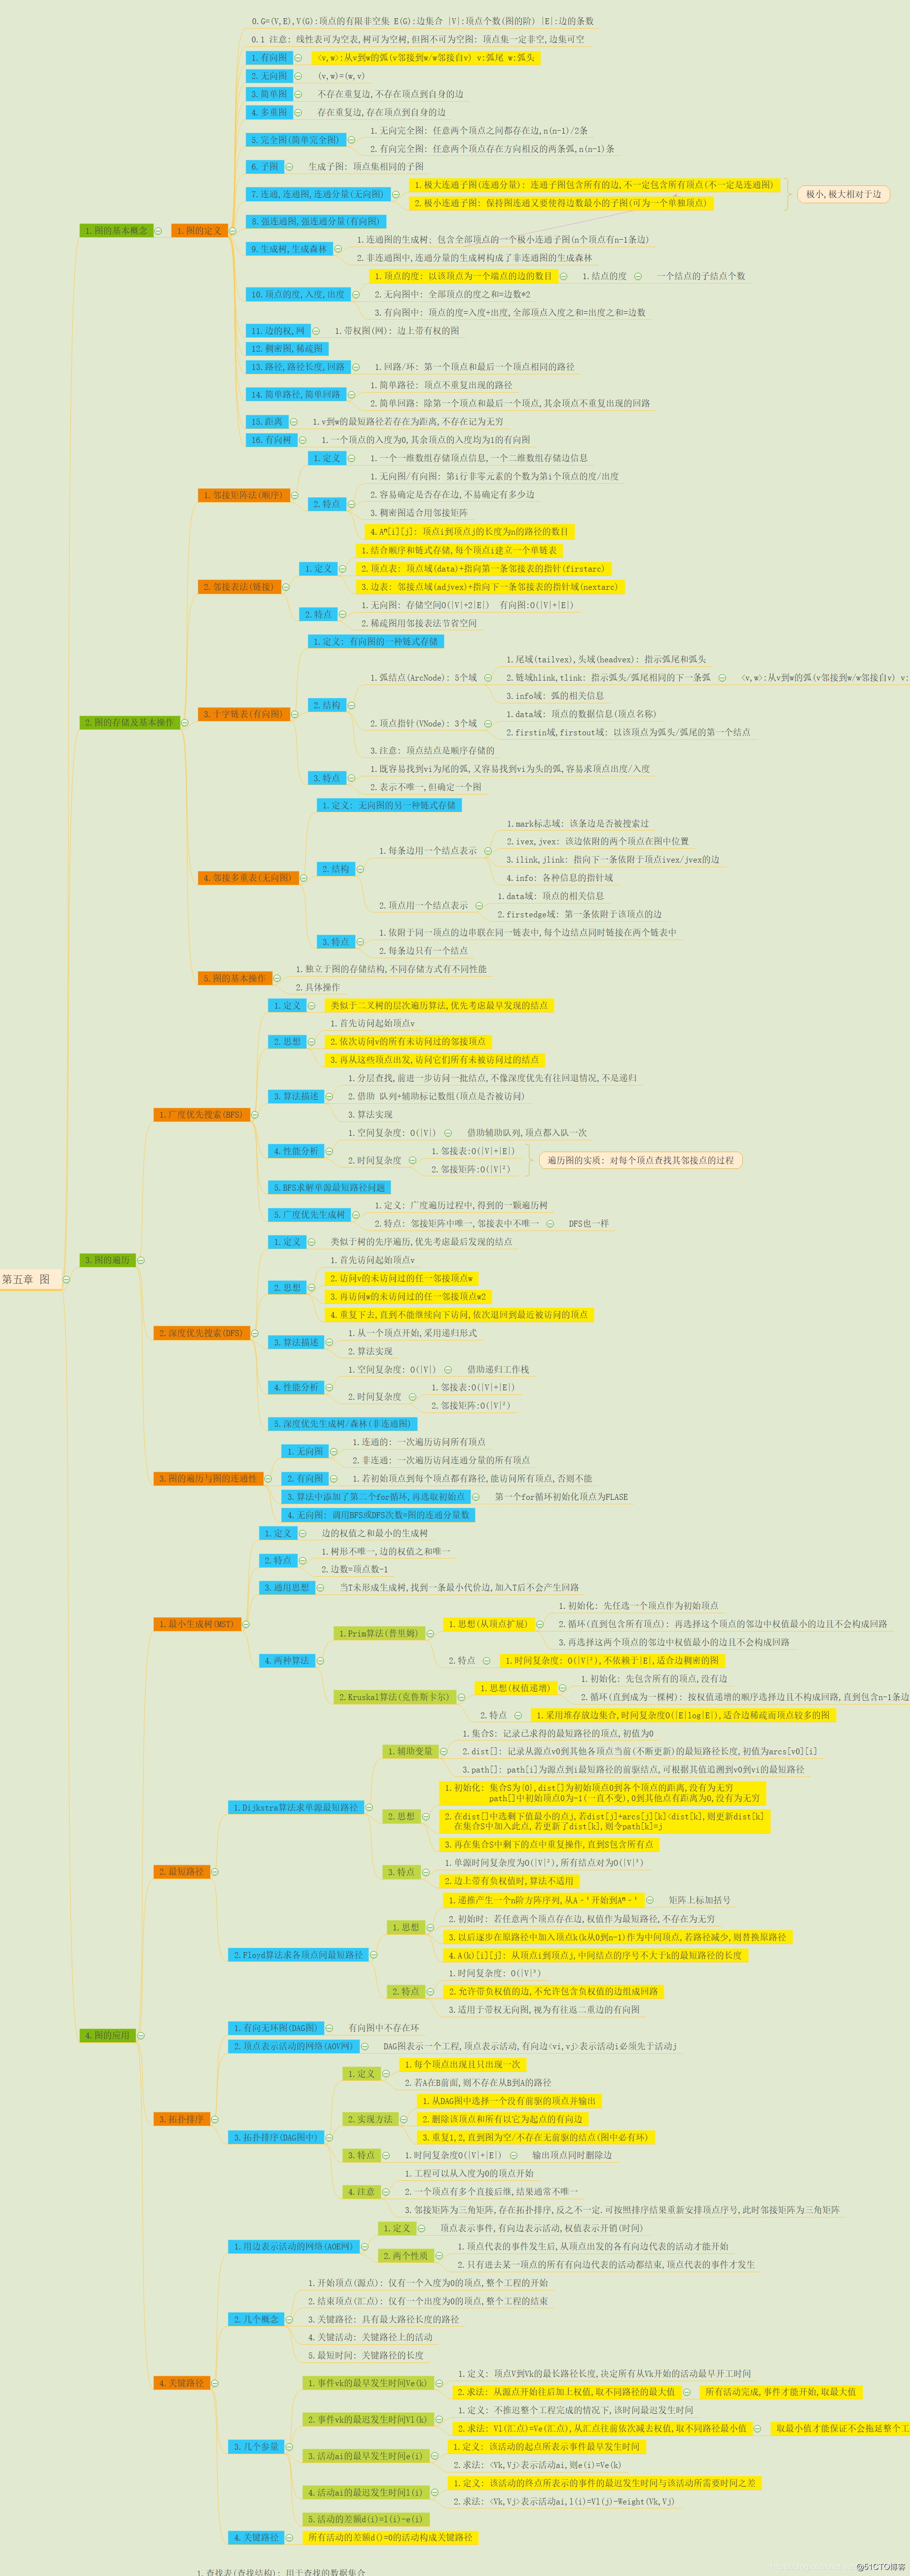 第五章 图
1.图的基本概念
1.图的定义
0.G=(V,E),V(G):顶点的有限非空集 E(G):边集合 |V|:顶点个数(图的阶) |E|:边的条数
0.1 注意: 线性表可为空表,树可为空树,但图不可为空图: 顶点集一定非空,边集可空
1.有向图
<v,w>:从v到w的弧(v邻接到w/w邻接自v) v:弧尾 w:弧头
2.无向图
(v,w)=(w,v)
3.简单图
不存在重复边,不存在顶点到自身的边
4.多重图
存在重复边,存在顶点到自身的边
5.完全图(简单完全图)
1.无向完全图: 任意两个顶点之间都存在边,n(n-1)/2条
2.有向完全图: 任意两个顶点存在方向相反的两条弧,n(n-1)条
6.子图
生成子图: 顶点集相同的子图
7.连通,连通图,连通分量(无向图)
1.极大连通子图(连通分量): 连通子图包含所有的边,不一定包含所有顶点(不一定是连通图)
2.极小连通子图: 保持图连通又要使得边数最小的子图(可为一个单独顶点)
极小,极大相对于边
8.强连通图,强连通分量(有向图)
9.生成树,生成森林
1.连通图的生成树: 包含全部顶点的一个极小连通子图(n个顶点有n-1条边)
2.非连通图中,连通分量的生成树构成了非连通图的生成森林
10.顶点的度,入度,出度
1.顶点的度: 以该顶点为一个端点的边的数目
1.结点的度
一个结点的子结点个数
2.无向图中: 全部顶点的度之和=边数*2
3.有向图中: 顶点的度=入度+出度,全部顶点入度之和=出度之和=边数
11.边的权,网
1.带权图(网): 边上带有权的图
12.稠密图,稀疏图
13.路径,路径长度,回路
1.回路/环: 第一个顶点和最后一个顶点相同的路径
14.简单路径,简单回路
1.简单路径: 顶点不重复出现的路径
2.简单回路: 除第一个顶点和最后一个顶点,其余顶点不重复出现的回路
15.距离
1.v到w的最短路径若存在为距离,不存在记为无穷
16.有向树
1.一个顶点的入度为0,其余顶点的入度均为1的有向图
2.图的存储及基本操作
1.邻接矩阵法(顺序)
1.定义
1.一个一维数组存储顶点信息,一个二维数组存储边信息
2.特点
1.无向图/有向图: 第i行非零元素的个数为第i个顶点的度/出度
2.容易确定是否存在边,不易确定有多少边
3.稠密图适合用邻接矩阵
4.Aⁿ[i][j]: 顶点i到顶点j的长度为n的路径的数目
2.邻接表法(链接)
1.定义
1.结合顺序和链式存储,每个顶点i建立一个单链表
2.顶点表: 顶点域(data)+指向第一条邻接表的指针(firstarc)
3.边表: 邻接点域(adjvex)+指向下一条邻接表的指针域(nextarc)
2.特点
1.无向图: 存储空间O(|V|+2|E|) 有向图:O(|V|+|E|)
2.稀疏图用邻接表法节省空间
3.十字链表(有向图)
1.定义: 有向图的一种链式存储
2.结构
1.弧结点(ArcNode): 5个域
1.尾域(tailvex),头域(headvex): 指示弧尾和弧头
2.链域hlink,tlink: 指示弧头/弧尾相同的下一条弧
<v,w>:从v到w的弧(v邻接到w/w邻接自v) v:
3.info域: 弧的相关信息
2.顶点指针(VNode): 3个域
1.data域: 顶点的数据信息(顶点名称)
2.firstin域,firstout域: 以该顶点为弧头/弧尾的第一个结点
3.注意: 顶点结点是顺序存储的
3.特点
1.既容易找到vi为尾的弧,又容易找到vi为头的弧,容易求顶点出度/入度
2.表示不唯一,但确定一个图
4.邻接多重表(无向图)
1.定义: 无向图的另一种链式存储
2.结构
1.每条边用一个结点表示
1.mark标志域: 该条边是否被搜索过
2.ivex,jvex: 该边依附的两个顶点在图中位置
3.ilink,jlink: 指向下一条依附于顶点ivex/jvex的边
4.info: 各种信息的指针域
2.顶点用一个结点表示
1.data域: 顶点的相关信息
2.firstedge域: 第一条依附于该顶点的边
3.特点
1.依附于同一顶点的边串联在同一链表中,每个边结点同时链接在两个链表中
2.每条边只有一个结点
5.图的基本操作
1.独立于图的存储结构,不同存储方式有不同性能
2.具体操作
3.图的遍历
1.广度优先搜索(BFS)
1.定义
类似于二叉树的层次遍历算法,优先考虑最早发现的结点
2.思想
1.首先访问起始顶点v
2.依次访问v的所有未访问过的邻接顶点
3.再从这些顶点出发,访问它们所有未被访问过的结点
3.算法描述
1.分层查找,前进一步访问一批结点,不像深度优先有往回退情况,不是递归
2.借助 队列+辅助标记数组(顶点是否被访问)
3.算法实现
4.性能分析
1.空间复杂度: O(|V|)
借助辅助队列,顶点都入队一次
2.时间复杂度
1.邻接表:O(|V|+|E|)
2.邻接矩阵:O(|V|²)
遍历图的实质: 对每个顶点查找其邻接点的过程
5.BFS求解单源最短路径问题
5.广度优先生成树
1.定义: 广度遍历过程中,得到的一颗遍历树
2.特点: 邻接矩阵中唯一,邻接表中不唯一
DFS也一样
2.深度优先搜索(DFS)
1.定义
类似于树的先序遍历,优先考虑最后发现的结点
2.思想
1.首先访问起始顶点v
2.访问v的未访问过的任一邻接顶点w
3.再访问w的未访问过的任一邻接顶点w2
4.重复下去,直到不能继续向下访问,依次退回到最近被访问的顶点
3.算法描述
1.从一个顶点开始,采用递归形式
2.算法实现
4.性能分析
1.空间复杂度: O(|V|)
借助递归工作栈
2.时间复杂度
1.邻接表:O(|V|+|E|)
2.邻接矩阵:O(|V|²)
5.深度优先生成树/森林(非连通图)
3.图的遍历与图的连通性
1.无向图
1.连通的: 一次遍历访问所有顶点
2.非连通: 一次遍历访问连通分量的所有顶点
2.有向图
1.若初始顶点到每个顶点都有路径,能访问所有顶点,否则不能
3.算法中添加了第二个for循环,再选取初始点
第一个for循环初始化顶点为FLASE
4.无向图: 调用BFS或DFS次数=图的连通分量数
4.图的应用
1.最小生成树(MST)
1.定义
边的权值之和最小的生成树
2.特点
1.树形不唯一,边的权值之和唯一
2.边数=顶点数-1
3.通用思想
当T未形成生成树,找到一条最小代价边,加入T后不会产生回路
4.两种算法
1.Prim算法(普里姆)
1.思想(从顶点扩展)
1.初始化: 先任选一个顶点作为初始顶点
2.循环(直到包含所有顶点): 再选择这个顶点的邻边中权值最小的边且不会构成回路
3.再选择这两个顶点的邻边中权值最小的边且不会构成回路
2.特点
1.时间复杂度: O(|V|²),不依赖于|E|,适合边稠密的图
2.Kruskal算法(克鲁斯卡尔)
1.思想(权值递增)
1.初始化: 先包含所有的顶点,没有边
2.循环(直到成为一棵树): 按权值递增的顺序选择边且不构成回路,直到包含n-1条边
2.特点
1.采用堆存放边集合,时间复杂度O(|E|log|E|),适合边稀疏而顶点较多的图
2.最短路径
1.Dijkstra算法求单源最短路径
1.辅助变量
1.集合S: 记录已求得的最短路径的顶点,初值为0
2.dist[]: 记录从源点v0到其他各顶点当前(不断更新)的最短路径长度,初值为arcs[v0][i]
3.path[]: path[i]为源点到i最短路径的前驱结点,可根据其值追溯到v0到vi的最短路径
2.思想
1.初始化: 集合S为{0},dist[]为初始顶点0到各个顶点的距离,没有为无穷
path[]中初始顶点0为-1(一直不变),0到其他点有距离为0,没有为无穷
2.在dist[]中选剩下值最小的点j,若dist[j]+arcs[j][k]<dist[k],则更新dist[k]
在集合S中加入此点,若更新了dist[k],则令path[k]=j
3.再在集合S中剩下的点中重复操作,直到S包含所有点
3.特点
1.单源时间复杂度为O(|V|²),所有结点对为O(|V|³)
2.边上带有负权值时,算法不适用
2.Floyd算法求各顶点间最短路径
1.思想
1.递推产生一个n阶方阵序列,从A⁻¹开始到Aⁿ⁻¹
矩阵上标加括号
2.初始时: 若任意两个顶点存在边,权值作为最短路径,不存在为无穷
3.以后逐步在原路径中加入顶点k(k从0到n-1)作为中间顶点,若路径减少,则替换原路径
4.A(k)[i][j]: 从顶点i到顶点j,中间结点的序号不大于k的最短路径的长度
2.特点
1.时间复杂度: O(|V|³)
2.允许带负权值的边,不允许包含负权值的边组成回路
3.适用于带权无向图,视为有往返二重边的有向图
3.拓扑排序
1.有向无环图(DAG图)
有向图中不存在环
2.顶点表示活动的网络(AOV网)
DAG图表示一个工程,顶点表示活动,有向边<vi,vj>表示活动i必须先于活动j
3.拓扑排序(DAG图中)
1.定义
1.每个顶点出现且只出现一次
2.若A在B前面,则不存在从B到A的路径
2.实现方法
1.从DAG图中选择一个没有前驱的顶点并输出
2.删除该顶点和所有以它为起点的有向边
3.重复1,2,直到图为空/不存在无前驱的结点(图中必有环)
3.特点
1.时间复杂度O(|V|+|E|)
输出顶点同时删除边
4.注意
1.工程可以从入度为0的顶点开始
2.一个顶点有多个直接后继,结果通常不唯一
3.邻接矩阵为三角矩阵,存在拓扑排序,反之不一定.可按照排序结果重新安排顶点序号,此时邻接矩阵为三角矩阵
4.关键路径
1.用边表示活动的网络(AOE网)
1.定义
顶点表示事件,有向边表示活动,权值表示开销(时间)
2.两个性质
1.顶点代表的事件发生后,从顶点出发的各有向边代表的活动才能开始
2.只有进去某一顶点的所有有向边代表的活动都结束,顶点代表的事件才发生
2.几个概念
1.开始顶点(源点): 仅有一个入度为0的顶点,整个工程的开始
2.结束顶点(汇点): 仅有一个出度为0的顶点,整个工程的结束
3.关键路径: 具有最大路径长度的路径
4.关键活动: 关键路径上的活动
5.最短时间: 关键路径的长度
3.几个参量
1.事件vk的最早发生时间Ve(k)
1.定义: 顶点V到Vk的最长路径长度,决定所有从Vk开始的活动最早开工时间
2.求法: 从源点开始往后加上权值,取不同路径的最大值
所有活动完成,事件才能开始,取最大值
2.事件vk的最迟发生时间Vl(k)
1.定义: 不推迟整个工程完成的情况下,该时间最迟发生时间
2.求法: Vl(汇点)=Ve(汇点),从汇点往前依次减去权值,取不同路径最小值
取最小值才能保证不会拖延整个工
3.活动ai的最早发生时间e(i)
1.定义: 该活动的起点所表示事件最早发生时间
2.求法: <Vk,Vj>表示活动ai,则e(i)=Ve(k)
4.活动ai的最迟发生时间l(i)
1.定义: 该活动的终点所表示的事件的最迟发生时间与该活动所需要时间之差
2.求法: <Vk,Vj>表示活动ai,l(i)=Vl(j)-Weight(Vk,Vj)
5.活动的差额d(i)=l(i)-e(i)
4.关键路径
所有活动的差额d()=0的活动构成关键路径
1.查找表(查找结构): 用于查找的数据集合
@51CTO博客